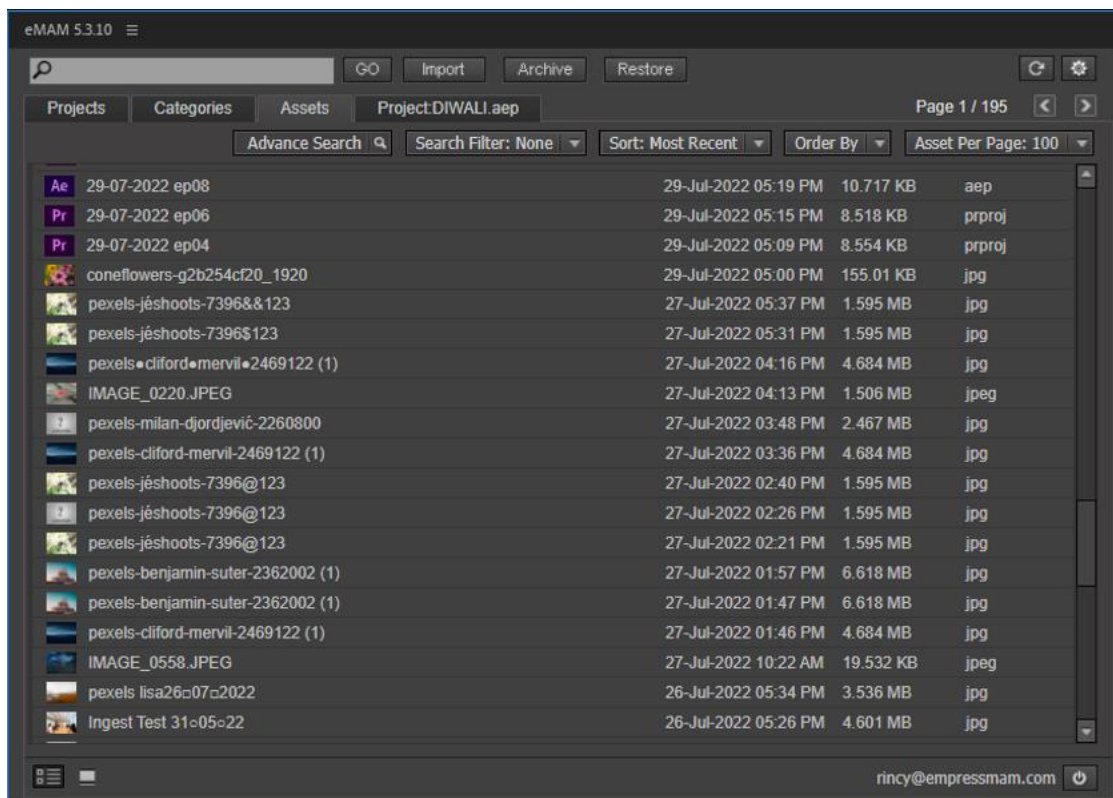 eMAM 5.3.10
GO Import Archive Restore
Projects Categories Assets Project:DIWALI.aep Page 1 / 195
Advance Search Search Filter: None Sort: Most Recent Order By Asset Per Page: 100
Ae 29-07-2022 ep08 29-Jul-2022 05:19 PM 10.717 KB aep
Pr 29-07-2022 ep06 29-Jul-2022 05:15 PM 8.518 KB prproj
Pr 29-07-2022 ep04 29-Jul-2022 05:09 PM 8.554 KB prproj
coneflowers-g2b254cf20_1920 29-Jul-2022 05:00 PM 155.01 KB jpg
pexels-jéshoots-7396&&123 27-Jul-2022 05:37 PM 1.595 MB jpg
pexels-jéshoots-7396$123 27-Jul-2022 05:31 PM 1.595 MB jpg
pexels●cliford●mervil●2469122 (1) 27-Jul-2022 04:16 PM 4.684 MB jpg
IMAGE_0220.JPEG 27-Jul-2022 04:13 PM 1.506 MB jpeg
pexels-milan-djordjević-2260800 27-Jul-2022 03:48 PM 2.467 MB jpg
pexels-cliford-mervil-2469122 (1) 27-Jul-2022 03:36 PM 4.684 MB jpg
pexels-jéshoots-7396@123 27-Jul-2022 02:40 PM 1.595 MB jpg
pexels-jéshoots-7396@123 27-Jul-2022 02:26 PM 1.595 MB jpg
pexels-jéshoots-7396@123 27-Jul-2022 02:21 PM 1.595 MB jpg
pexels-benjamin-suter-2362002 (1) 27-Jul-2022 01:57 PM 6.618 MB jpg
pexels-benjamin-suter-2362002 (1) 27-Jul-2022 01:47 PM 6.618 MB jpg
pexels-cliford-mervil-2469122 (1) 27-Jul-2022 01:46 PM 4.684 MB jpg
IMAGE_0558.JPEG 27-Jul-2022 10:22 AM 19.532 KB jpeg
pexels lisa26□07□2022 26-Jul-2022 05:34 PM 3.536 MB jpg
Ingest Test 31○05○22 26-Jul-2022 05:26 PM 4.601 MB jpg
rincy@empressmam.com